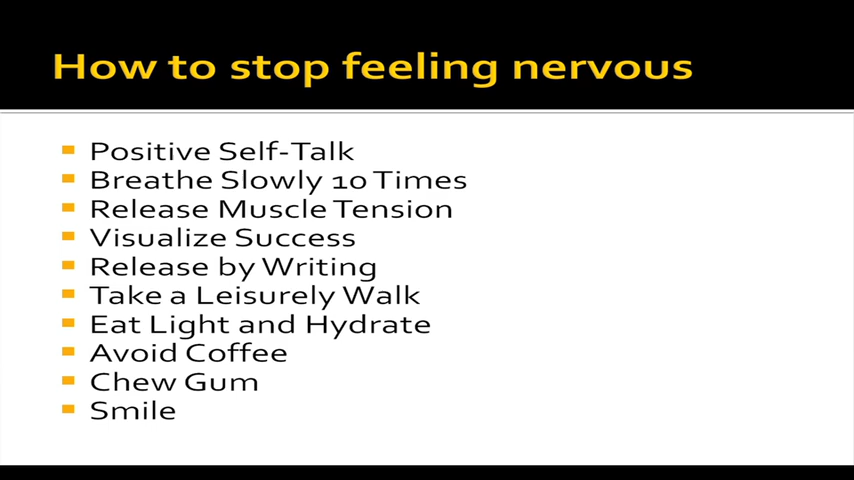 How to stop feeling nervous
Positive Self-Talk
Breathe Slowly 10 Times
Release Muscle Tension
Visualize Success
Release by Writing
Take a Leisurely Walk
Eat Light and Hydrate
Avoid Coffee
Chew Gum
Smile